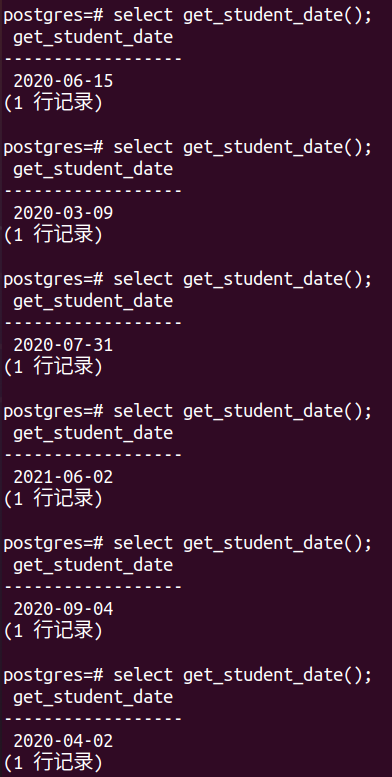 postgres=# select get_student_date();
 get_student_date
------------------
 2020-06-15
(1 行记录)

postgres=# select get_student_date();
 get_student_date
------------------
 2020-03-09
(1 行记录)

postgres=# select get_student_date();
 get_student_date
------------------
 2020-07-31
(1 行记录)

postgres=# select get_student_date();
 get_student_date
------------------
 2021-06-02
(1 行记录)

postgres=# select get_student_date();
 get_student_date
------------------
 2020-09-04
(1 行记录)

postgres=# select get_student_date();
 get_student_date
------------------
 2020-04-02
(1 行记录)